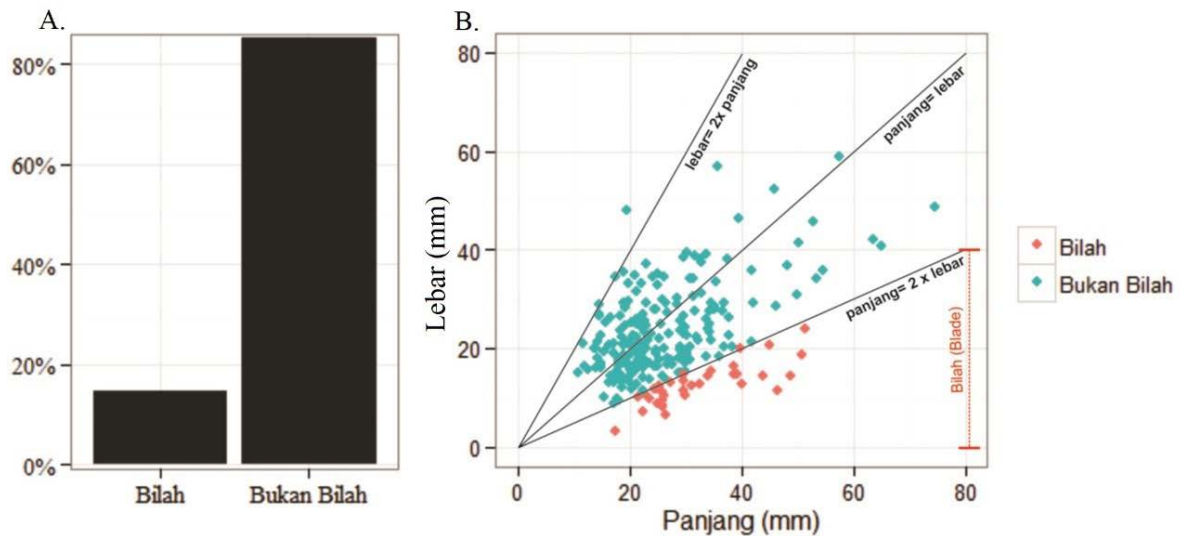 A.
80%
60%
40%
20%
0%
Bilah
Bukan Bilah
B.
Lebar (mm)
80
60
40
20
0
lebar= 2x panjang
panjang= lebar
panjang= 2 x lebar
Bilah (Blade)
0
20
40
60
80
Panjang (mm)
Bilah
Bukan Bilah